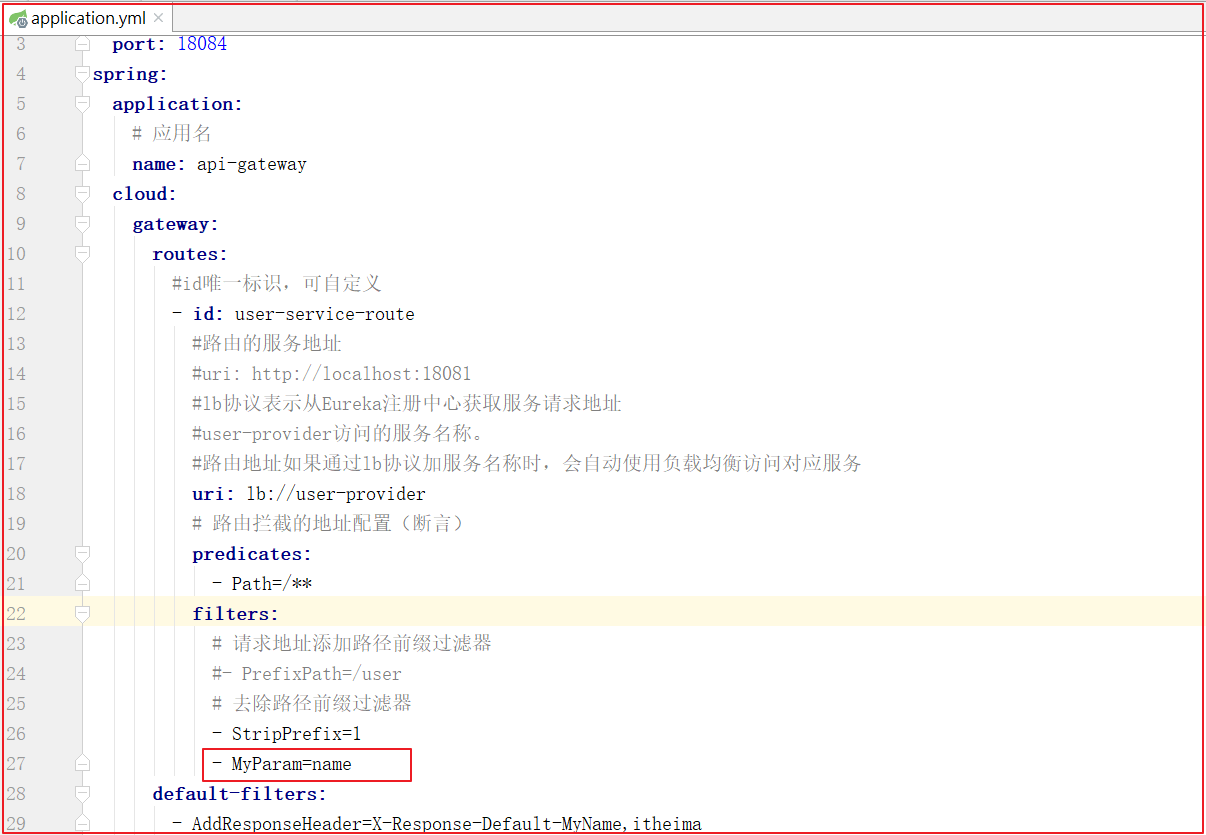 application.yml ×
3 port: 18084
4 spring:
5 application:
6 # 应用名
7 name: api-gateway
8 cloud:
9 gateway:
10 routes:
11 #id唯一标识，可自定义
12 - id: user-service-route
13 #路由的服务地址
14 #uri: http://localhost:18081
15 #lb协议表示从Eureka注册中心获取服务请求地址
16 #user-provider访问的服务名称。
17 #路由地址如果通过lb协议加服务名称时，会自动使用负载均衡访问对应服务
18 uri: lb://user-provider
19 # 路由拦截的地址配置（断言）
20 predicates:
21 - Path=/**
22 filters:
23 # 请求地址添加路径前缀过滤器
24 #- PrefixPath=/user
25 # 去除路径前缀过滤器
26 - StripPrefix=1
27 - MyParam=name
28 default-filters:
29 - AddResponseHeader=X-Response-Default-MyName,itheima